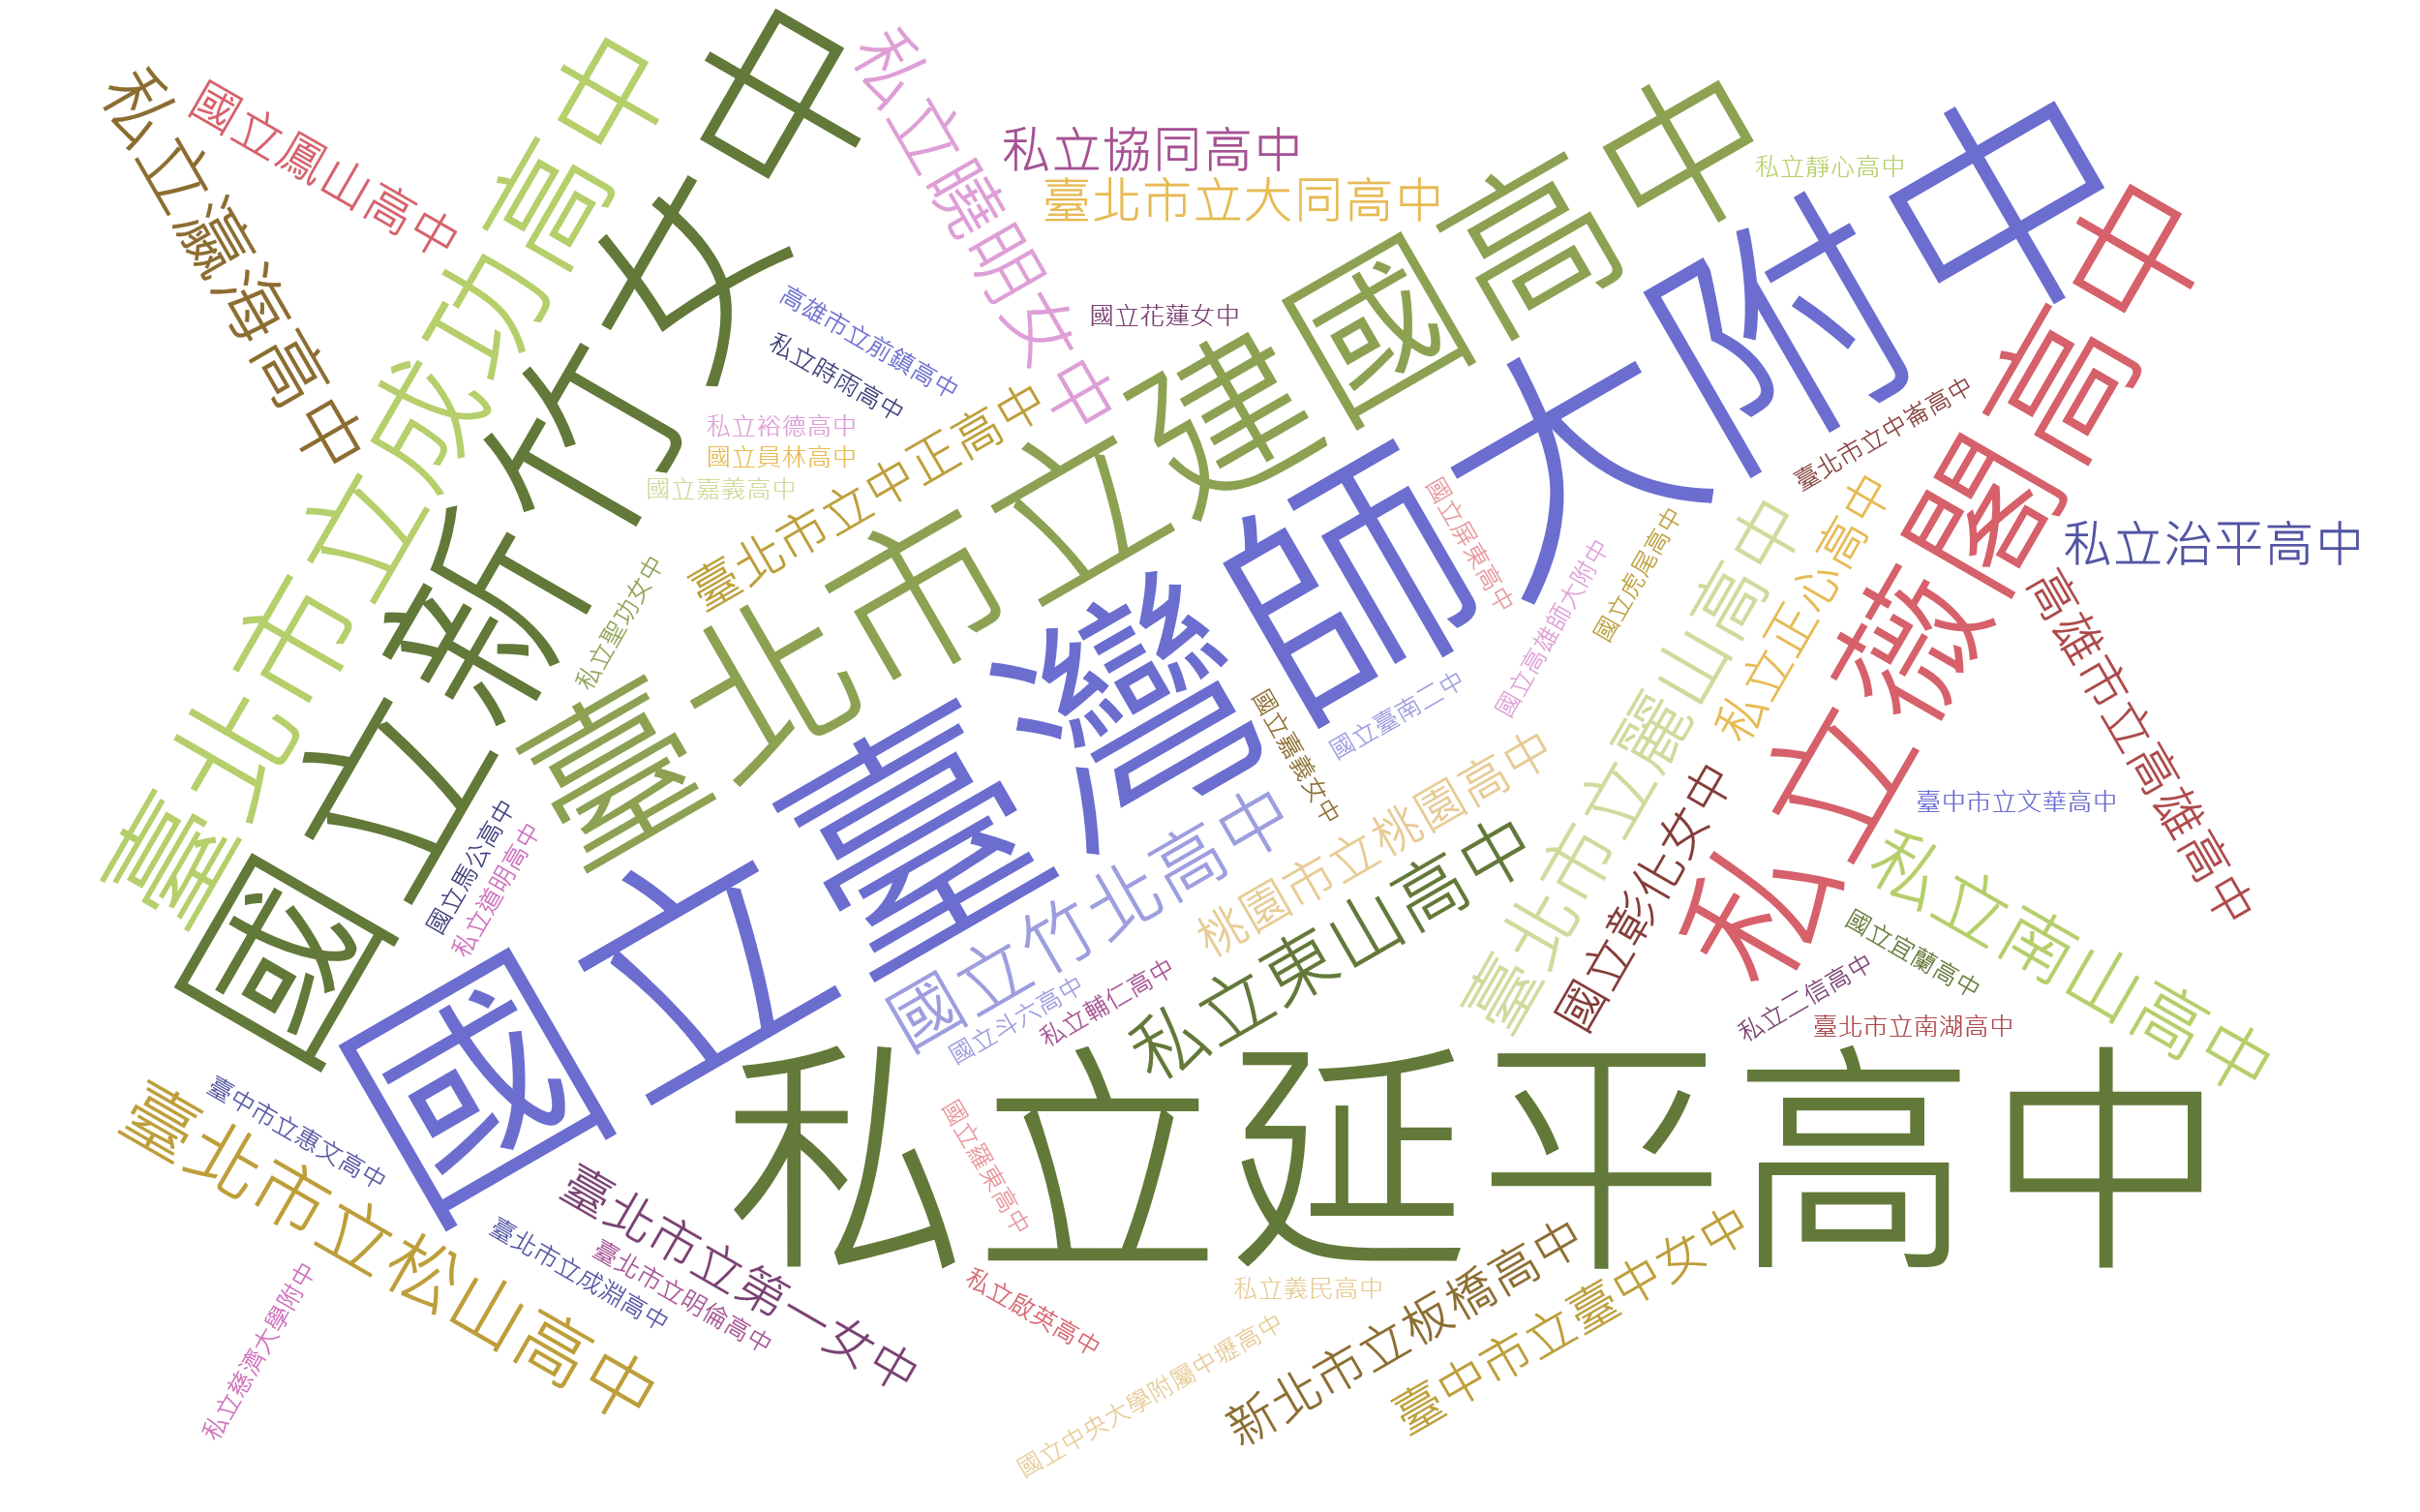 私立瀛海高中
國立鳳山高中
臺北市立成功高中
國立新竹女中
私立曉明女中
私立協同高中
臺北市立大同高中
臺北市立建國高中
國立臺灣師大附中
私立靜心高中
私立薇閣高中
國立花蓮女中
高雄市立前鎮高中
私立時雨高中
私立裕德高中
國立員林高中
國立嘉義高中
臺北市立中正高中
臺北市立中崙高中
私立治平高中
國立屏東高中
國立高雄師大附中
國立虎尾高中
臺北市立麗山高中
私立正心高中
高雄市立高雄高中
私立聖功女中
國立嘉義女中
國立臺南二中
國立彰化女中
臺中市立文華高中
國立馬公高中
私立道明高中
國立竹北高中
桃園市立桃園高中
私立東山高中
私立南山高中
國立宜蘭高中
私立二信高中
臺北市立南湖高中
國立斗六高中
私立輔仁高中
私立延平高中
臺中市立惠文高中
臺北市立松山高中
國立羅東高中
臺北市立第一女中
臺北市立成淵高中
臺北市立明倫高中
私立慈濟大學附中
私立啟英高中
私立義民高中
新北市立板橋高中
臺中市立臺中女中
國立中央大學附屬中壢高中